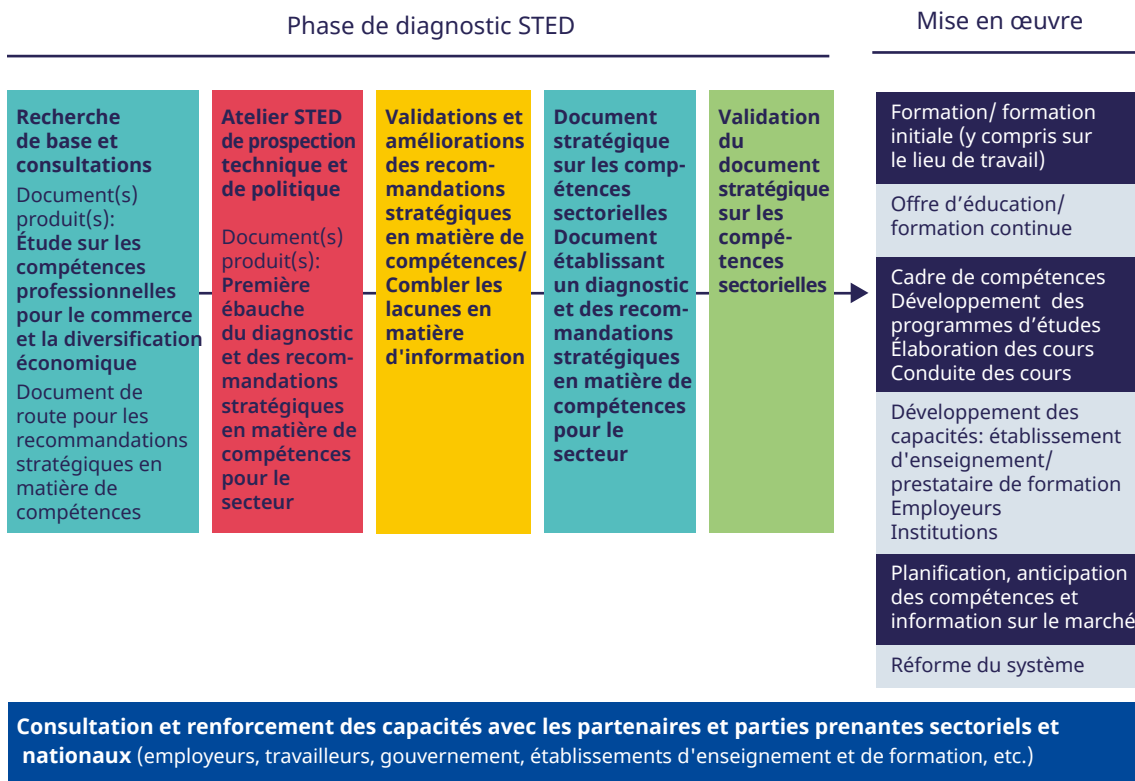 Phase de diagnostic STED
Mise en œuvre
Recherche
de base et
consultations
Document(s)
produit(s):
Étude sur les
compétences
professionnelles
pour le commerce
et la diversification
économique
Document de
route pour les
recommandations
stratégiques en
matière de
compétences
Atelier STED
de prospection
technique et
de politique
Document(s)
produit(s):
Première
ébauche
du diagnostic
et des recom-
mandations
stratégiques
en matière de
compétences
pour le
secteur
Validations et
améliorations
des recom-
mandations
stratégiques
en matière de
compétences/
Combler les
lacunes en
matière
d'information
Document
stratégique
sur les comp-
étences
sectorielles
Document
établissant
un diagnostic
et des recom-
mandations
stratégiques
en matière de
compétences
pour le
secteur
Validation
du
document
stratégique
sur les
compé-
tences
sectorielles
Formation/ formation
initiale (y compris sur
le lieu de travail)
Offre d’éducation/
formation continue
Cadre de compétences
Développement des
programmes d’études
Élaboration des cours
Conduite des cours
Développement des
capacités: établissement
d'enseignement/
prestataire de formation
Employeurs
Institutions
Planification, anticipation
des compétences et
information sur le marché
Réforme du système
Consultation et renforcement des capacités avec les partenaires et parties prenantes sectoriels et
nationaux (employeurs, travailleurs, gouvernement, établissements d'enseignement et de formation, etc.)